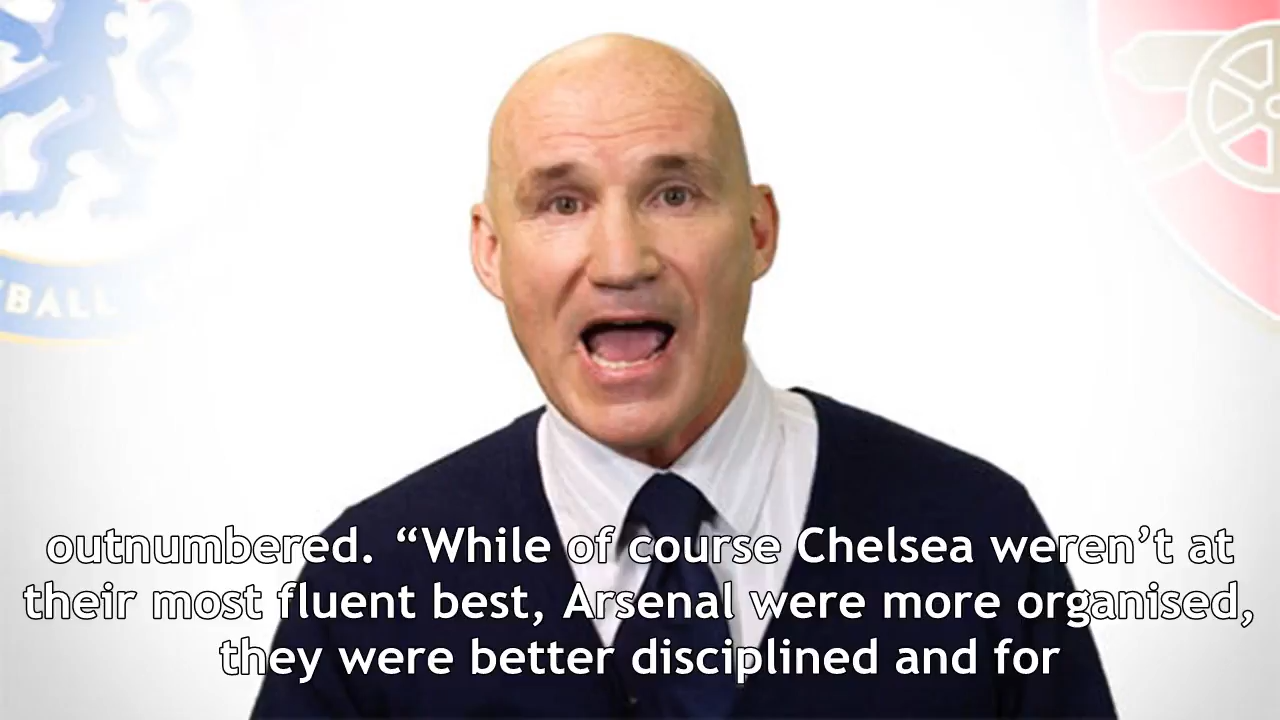 BALL
outnumbered. “While of course Chelsea weren’t at
their most fluent best, Arsenal were more organised,
they were better disciplined and for